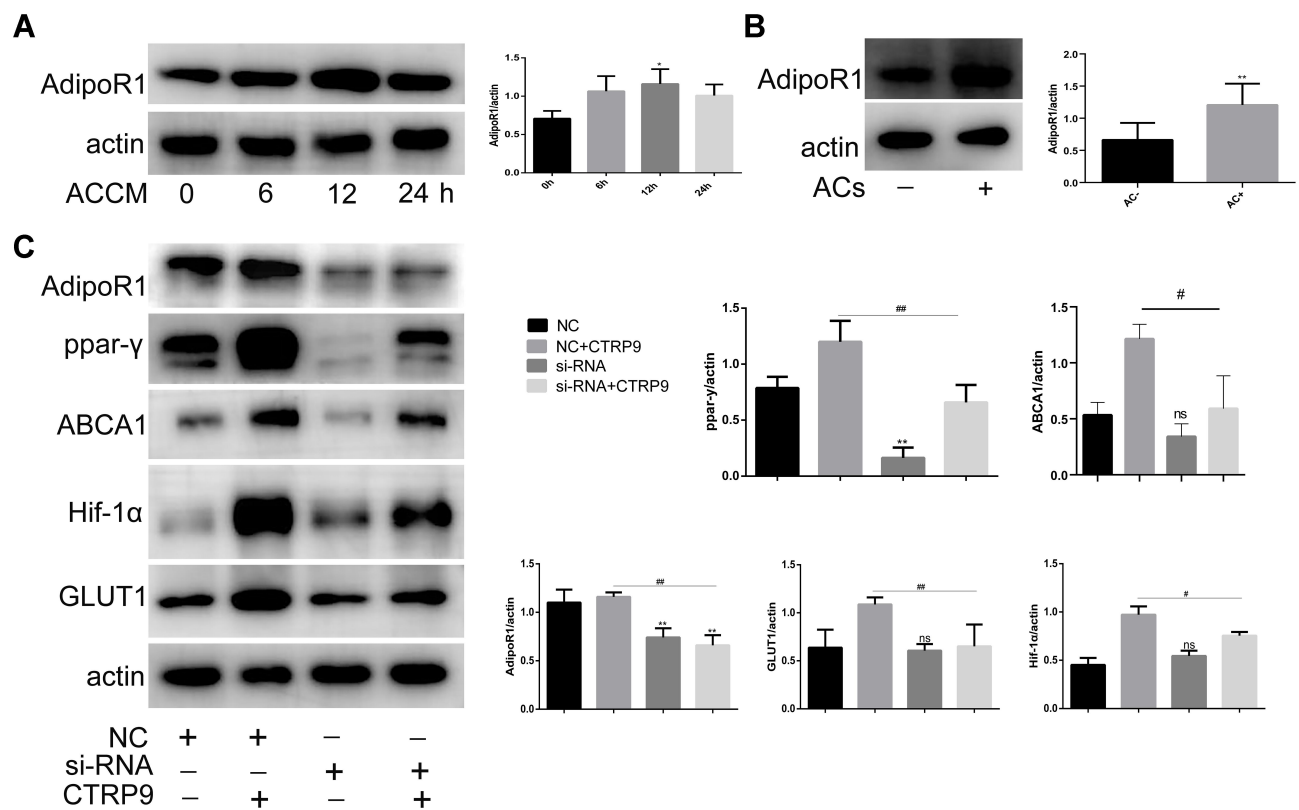 A
AdipoR1
actin
ACCM 0 6 12 24 h
AdipoR1/actin
1.5
1.0
0.5
0.0
*
0h 6h 12h 24h
B
AdipoR1
actin
ACs − +
AdipoR1/actin
2.0
1.5
1.0
0.5
0.0
**
AC- AC+
C
AdipoR1
ppar-γ
ABCA1
Hif-1α
GLUT1
actin
NC + + − −
si-RNA − − + +
CTRP9 − + − +
NC
NC+CTRP9
si-RNA
si-RNA+CTRP9
ppar-y/actin
1.5
1.0
0.5
0.0
##
**
ABCA1/actin
1.5
1.0
0.5
0.0
#
ns
AdipoR1/actin
1.5
1.0
0.5
0.0
##
** **
GLUT1/actin
1.5
1.0
0.5
0.0
##
ns
Hif-1α/actin
1.5
1.0
0.5
0.0
#
ns